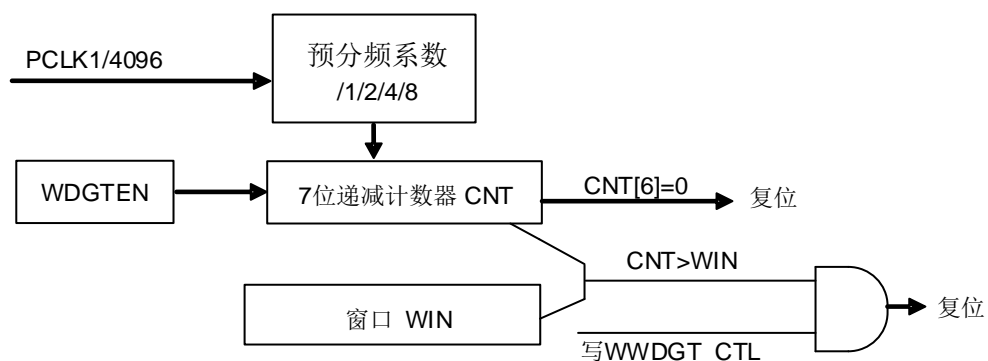 PCLK1/4096
预分频系数
/1/2/4/8
WDGTEN
7位递减计数器 CNT
CNT[6]=0
复位
CNT>WIN
窗口 WIN
复位
写WWDGT_CTL